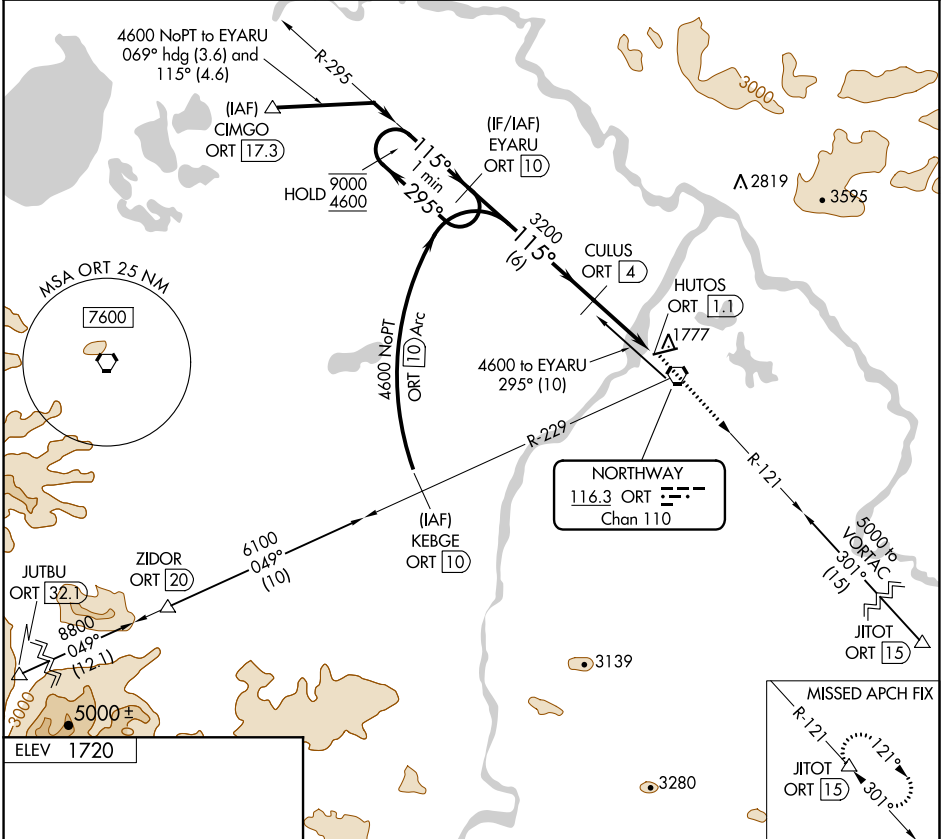 4600 NoPT to EYARU
069° hdg (3.6) and
115° (4.6)
R-295
(IAF)
CIMGO
ORT 17.3
(IF/IAF)
EYARU
ORT 10
3000
2819
3595
HOLD
9000
4600
115°
1 min
295°
3200
115°
(6)
CULUS
ORT 4
HUTOS
ORT 1.1
1777
MSA ORT 25 NM
7600
4600 NoPT
ORT 10 Arc
4600 to EYARU
295° (10)
R-229
NORTHWAY
116.3 ORT
Chan 110
R-121
(IAF)
KEBGE
ORT 10
5000 to
VORTAC
301°
(15)
JITOT
ORT 15
6100
049°
(10)
ZIDOR
ORT 20
JUTBU
ORT 32.1
8800
049°
(12.1)
3000
5000 ±
3139
3280
ELEV 1720
MISSED APCH FIX
R-121
121°
JITOT
ORT 15
301°